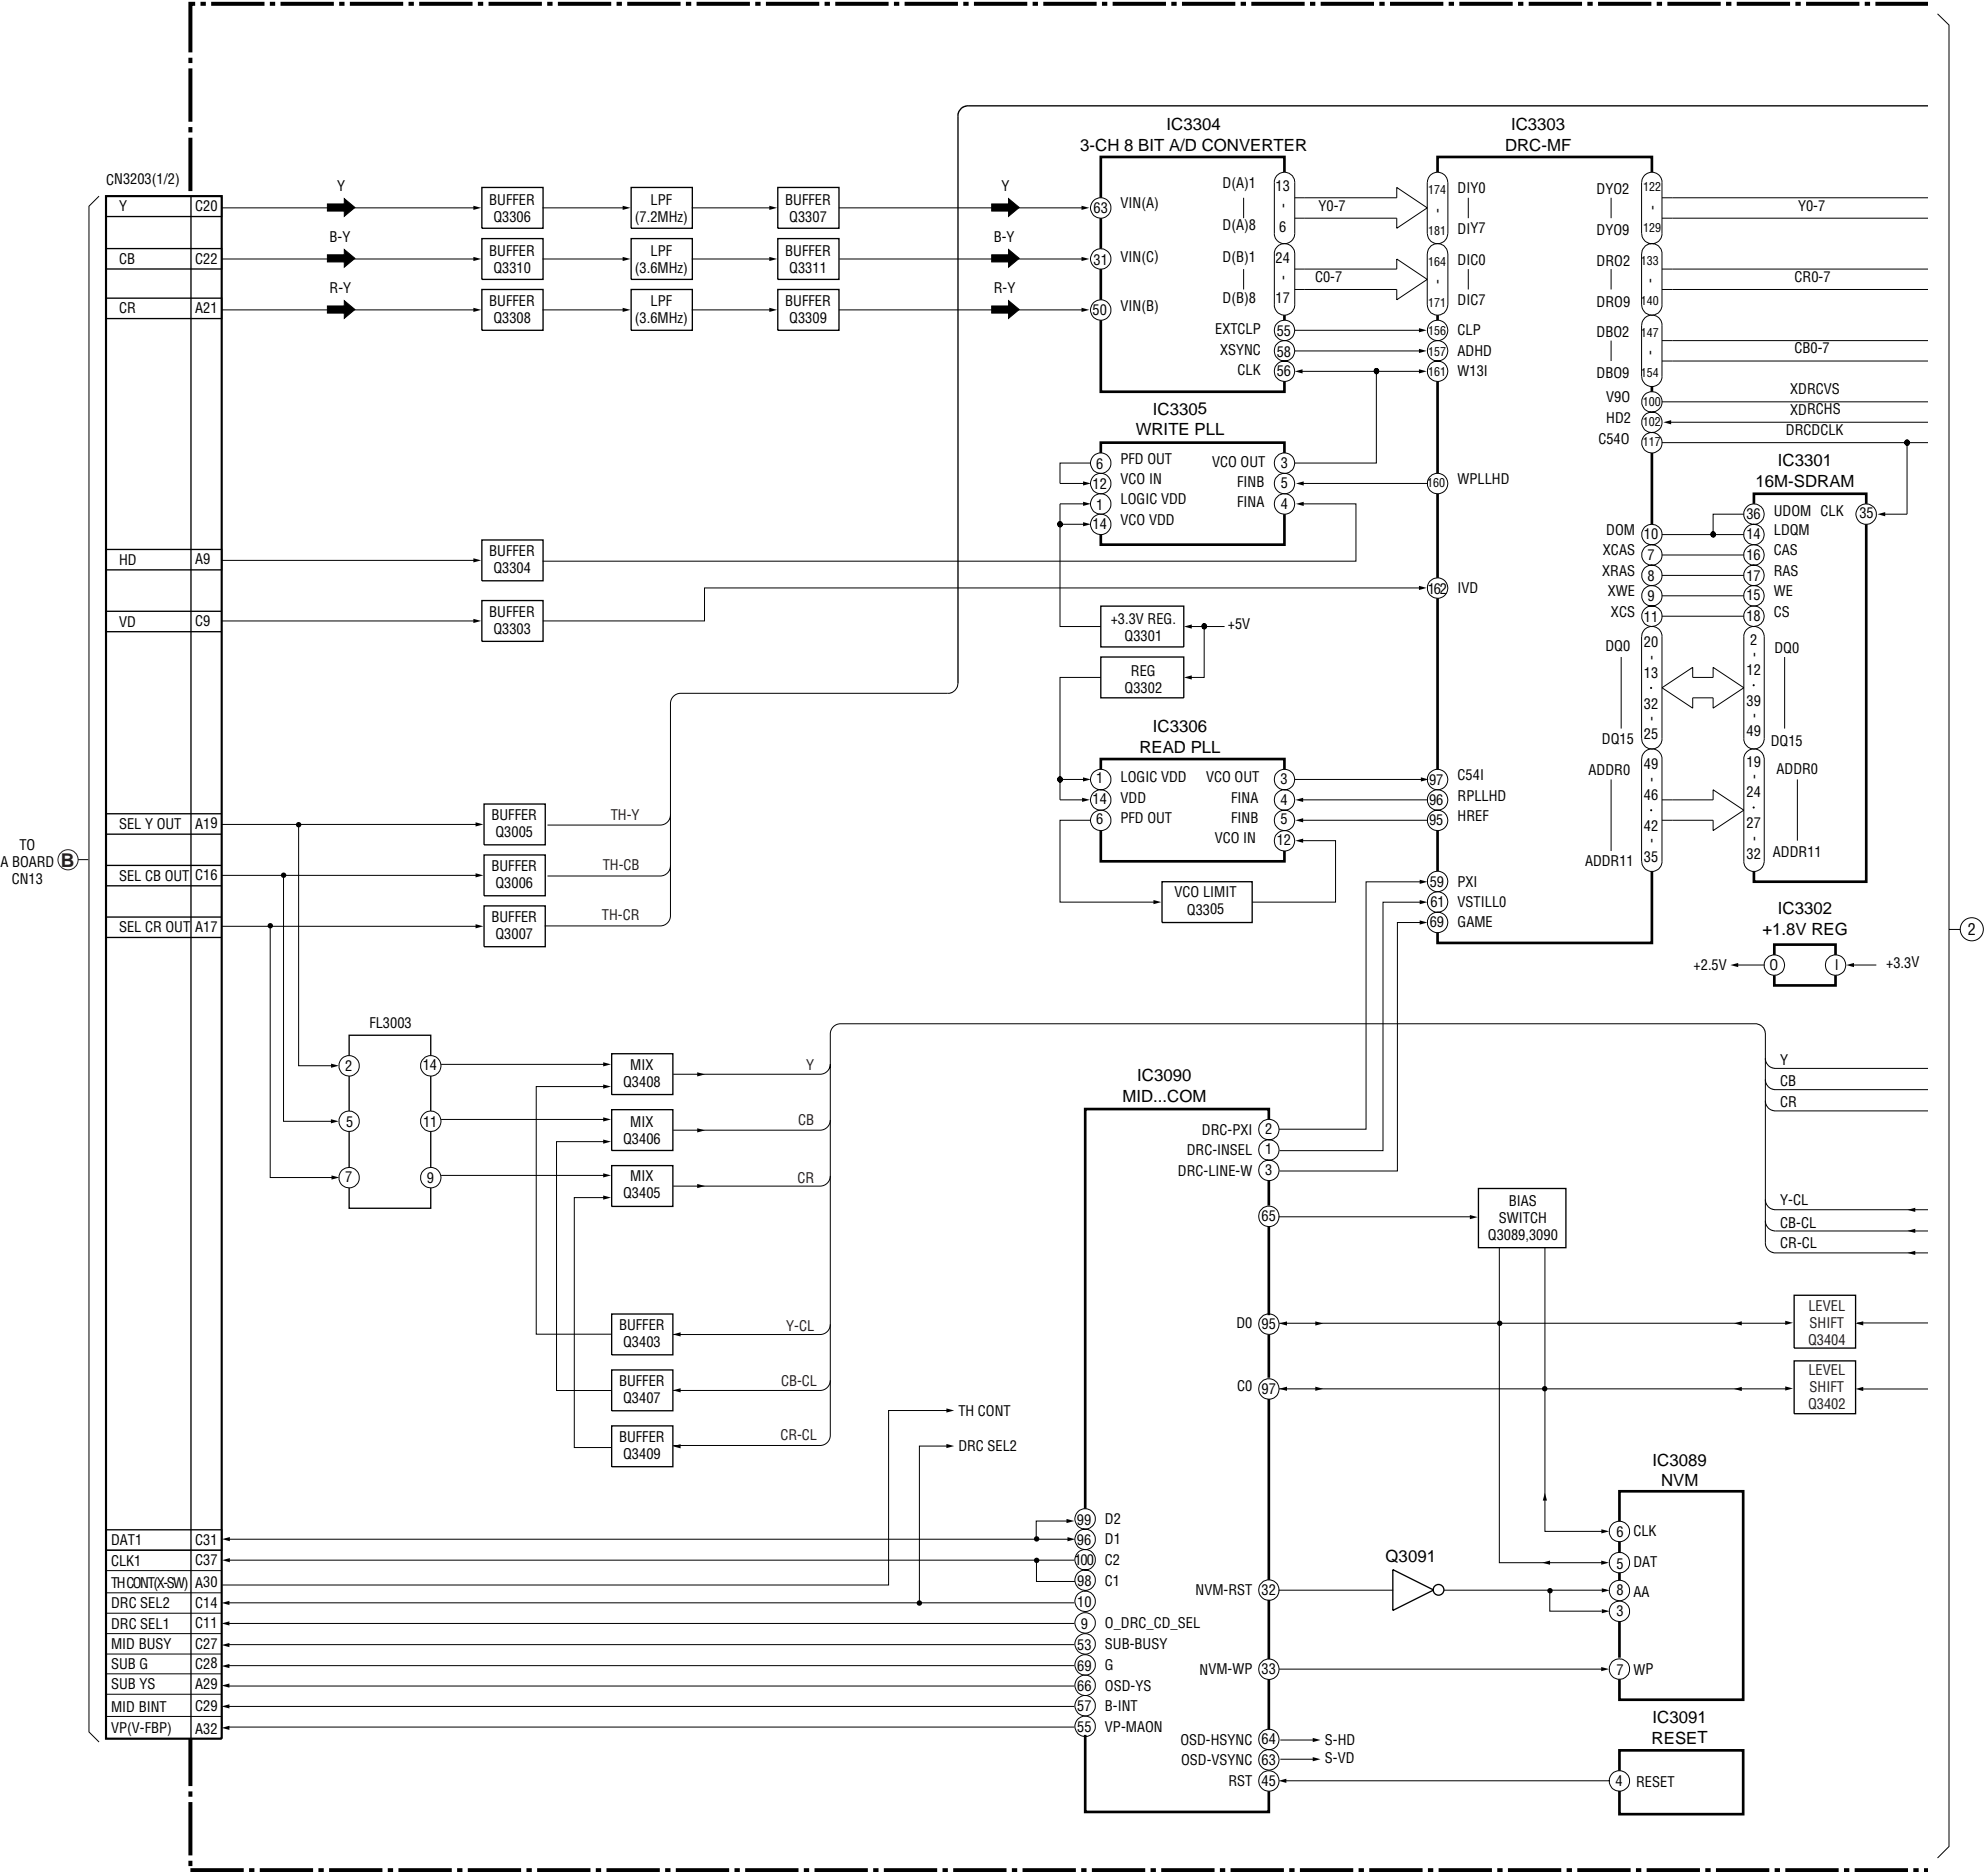 TO
A BOARD B
CN13
CN3203(1/2)
Y C20
CB C22
CR A21
HD A9
VD C9
SEL Y OUT A19
SEL CB OUT C16
SEL CR OUT A17
DAT1 C31
CLK1 C37
TH CONT(X-SW) A30
DRC SEL2 C14
DRC SEL1 C11
MID BUSY C27
SUB G C28
SUB YS A29
MID BINT C29
VP(V-FBP) A32
Y
BUFFER
Q3306
LPF
(7.2MHz)
BUFFER
Q3307
Y
B-Y
BUFFER
Q3310
LPF
(3.6MHz)
BUFFER
Q3311
B-Y
R-Y
BUFFER
Q3308
LPF
(3.6MHz)
BUFFER
Q3309
R-Y
BUFFER
Q3304
BUFFER
Q3303
BUFFER
Q3005
TH-Y
BUFFER
Q3006
TH-CB
BUFFER
Q3007
TH-CR
IC3304
3-CH 8 BIT A/D CONVERTER
63 VIN(A)
31 VIN(C)
50 VIN(B)
D(A)1 13
D(A)8 6
D(B)1 24
D(B)8 17
EXTCLP 55
XSYNC 58
CLK 56
Y0-7
C0-7
IC3305
WRITE PLL
6 PFD OUT
12 VCO IN
1 LOGIC VDD
14 VCO VDD
VCO OUT 3
FINB 5
FINA 4
+3.3V REG.
Q3301
+5V
REG
Q3302
IC3306
READ PLL
1 LOGIC VDD
14 VDD
6 PFD OUT
VCO OUT 3
FINA 4
FINB 5
VCO IN 12
VCO LIMIT
Q3305
IC3303
DRC-MF
174 DIY0
181 DIY7
164 DIC0
171 DIC7
156 CLP
157 ADHD
161 W13I
160 WPLLHD
162 IVD
97 C54I
96 RPLLHD
95 HREF
59 PXI
61 VSTILL0
69 GAME
DYO2 122
DYO9 129
DRO2 133
DRO9 140
DBO2 147
DBO9 154
V9O 100
HD2 102
C54O 117
DOM 10
XCAS 7
XRAS 8
XWE 9
XCS 11
DQ0 20
13
32
DQ15 25
ADDR0 49
46
42
ADDR11 35
Y0-7
CR0-7
CB0-7
XDRCVS
XDRCHS
DRCDCLK
IC3301
16M-SDRAM
36 UDOM CLK 35
14 LDQM
16 CAS
17 RAS
15 WE
18 CS
2 DQ0
12
39
49 DQ15
19 ADDR0
24
27
32 ADDR11
IC3302
+1.8V REG
+2.5V O I +3.3V
2
FL3003
2 14
5 11
7 9
MIX
Q3408
Y
MIX
Q3406
CB
MIX
Q3405
CR
BUFFER
Q3403
Y-CL
BUFFER
Q3407
CB-CL
BUFFER
Q3409
CR-CL
TH CONT
DRC SEL2
Y
CB
CR
Y-CL
CB-CL
CR-CL
IC3090
MID...COM
DRC-PXI 2
DRC-INSEL 1
DRC-LINE-W 3
65
D0 95
C0 97
99 D2
96 D1
100 C2
98 C1
10
9 O_DRC_CD_SEL
53 SUB-BUSY
69 G
66 OSD-YS
57 B-INT
55 VP-MAON
NVM-RST 32
NVM-WP 33
OSD-HSYNC 64 S-HD
OSD-VSYNC 63 S-VD
RST 45
BIAS
SWITCH
Q3089,3090
LEVEL
SHIFT
Q3404
LEVEL
SHIFT
Q3402
Q3091
IC3089
NVM
6 CLK
5 DAT
8 AA
3
7 WP
IC3091
RESET
4 RESET